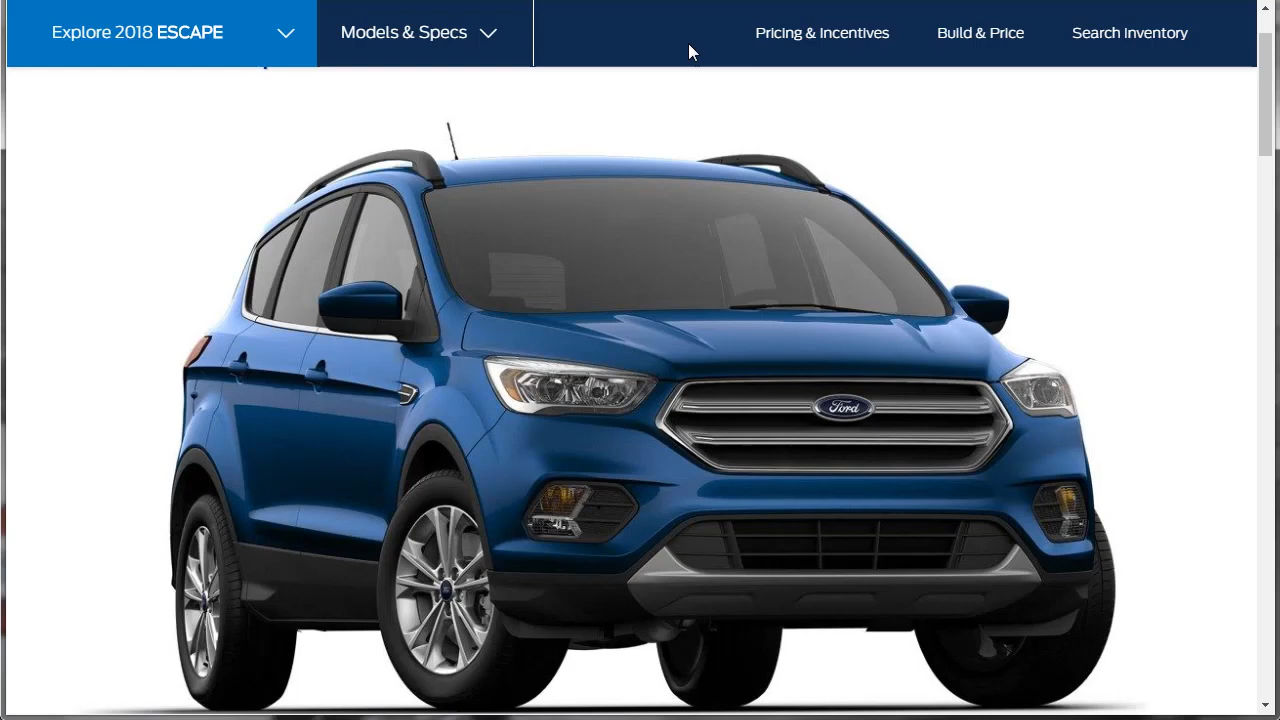 Explore 2018 ESCAPE
Models & Specs
Pricing & Incentives
Build & Price
Search Inventory
Ford